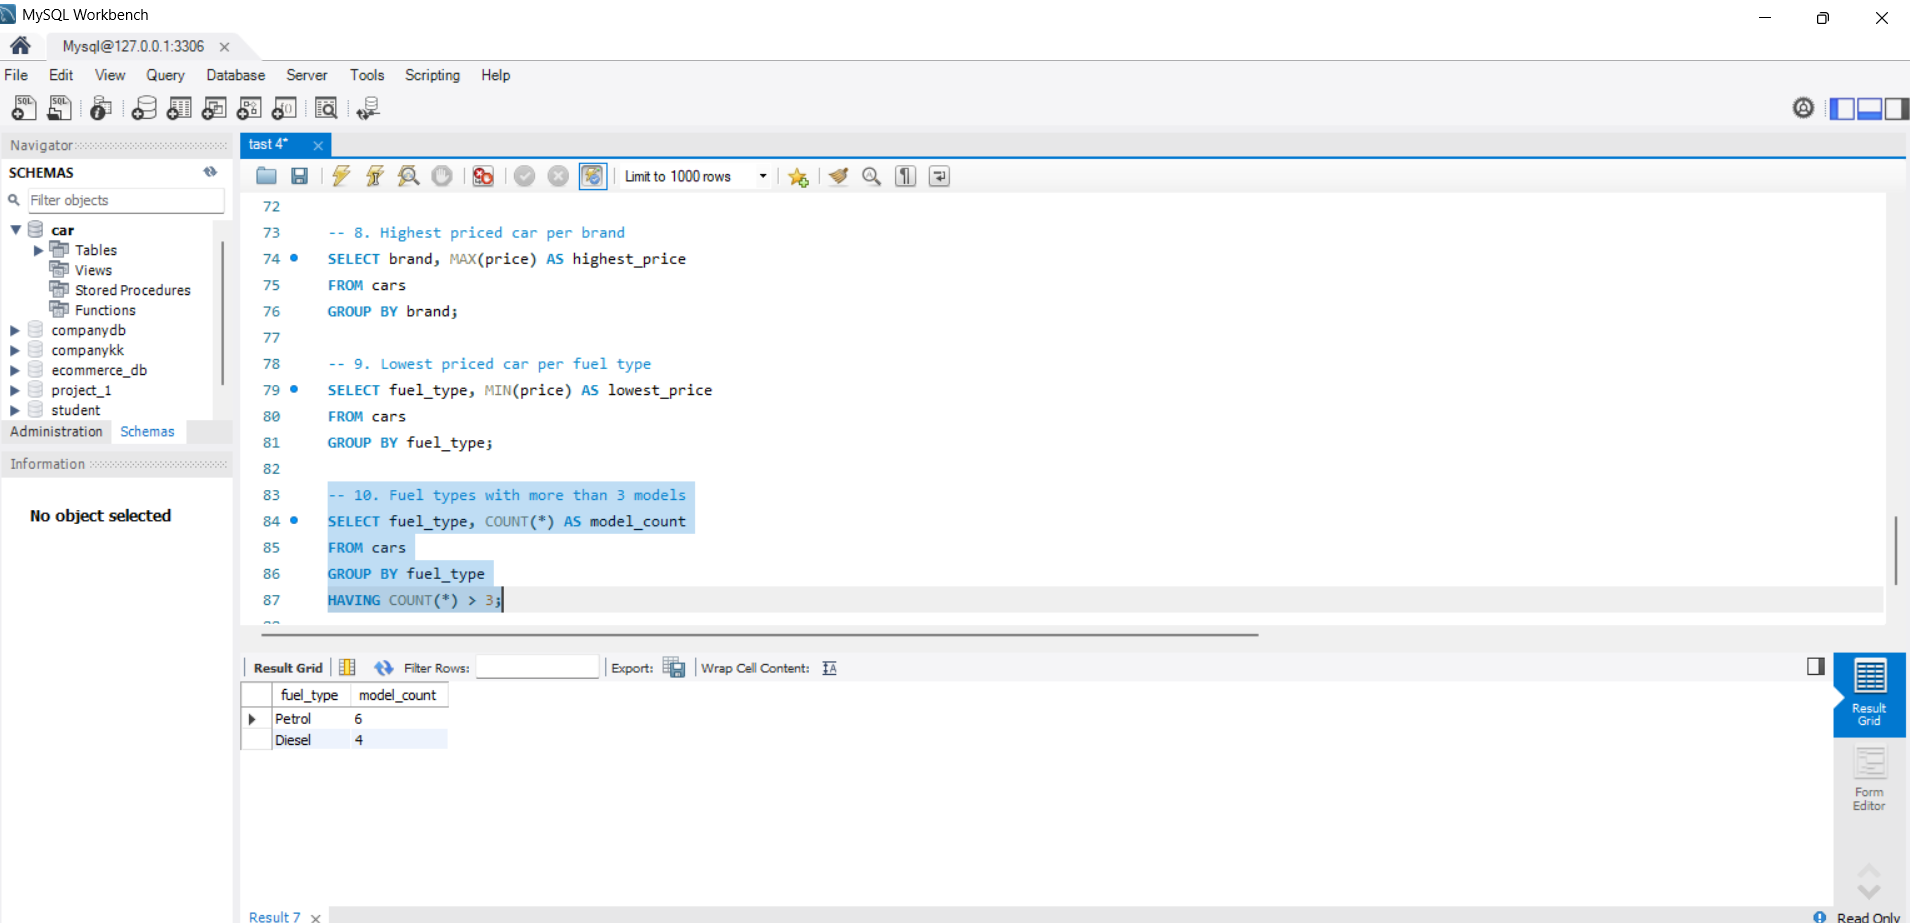 MySQL Workbench
Mysql@127.0.0.1:3306
File Edit View Query Database Server Tools Scripting Help
Navigator
SCHEMAS
Filter objects
car
Tables
Views
Stored Procedures
Functions
companydb
companykk
ecommerce_db
project_1
student
Administration Schemas
Information
No object selected
tast 4*
Limit to 1000 rows
72
73 -- 8. Highest priced car per brand
74 SELECT brand, MAX(price) AS highest_price
75 FROM cars
76 GROUP BY brand;
77
78 -- 9. Lowest priced car per fuel type
79 SELECT fuel_type, MIN(price) AS lowest_price
80 FROM cars
81 GROUP BY fuel_type;
82
83 -- 10. Fuel types with more than 3 models
84 SELECT fuel_type, COUNT(*) AS model_count
85 FROM cars
86 GROUP BY fuel_type
87 HAVING COUNT(*) > 3;
Result Grid Filter Rows: Export: Wrap Cell Content:
fuel_type model_count
Petrol 6
Diesel 4
Result
Grid
Form
Editor
Result 7
Read Only